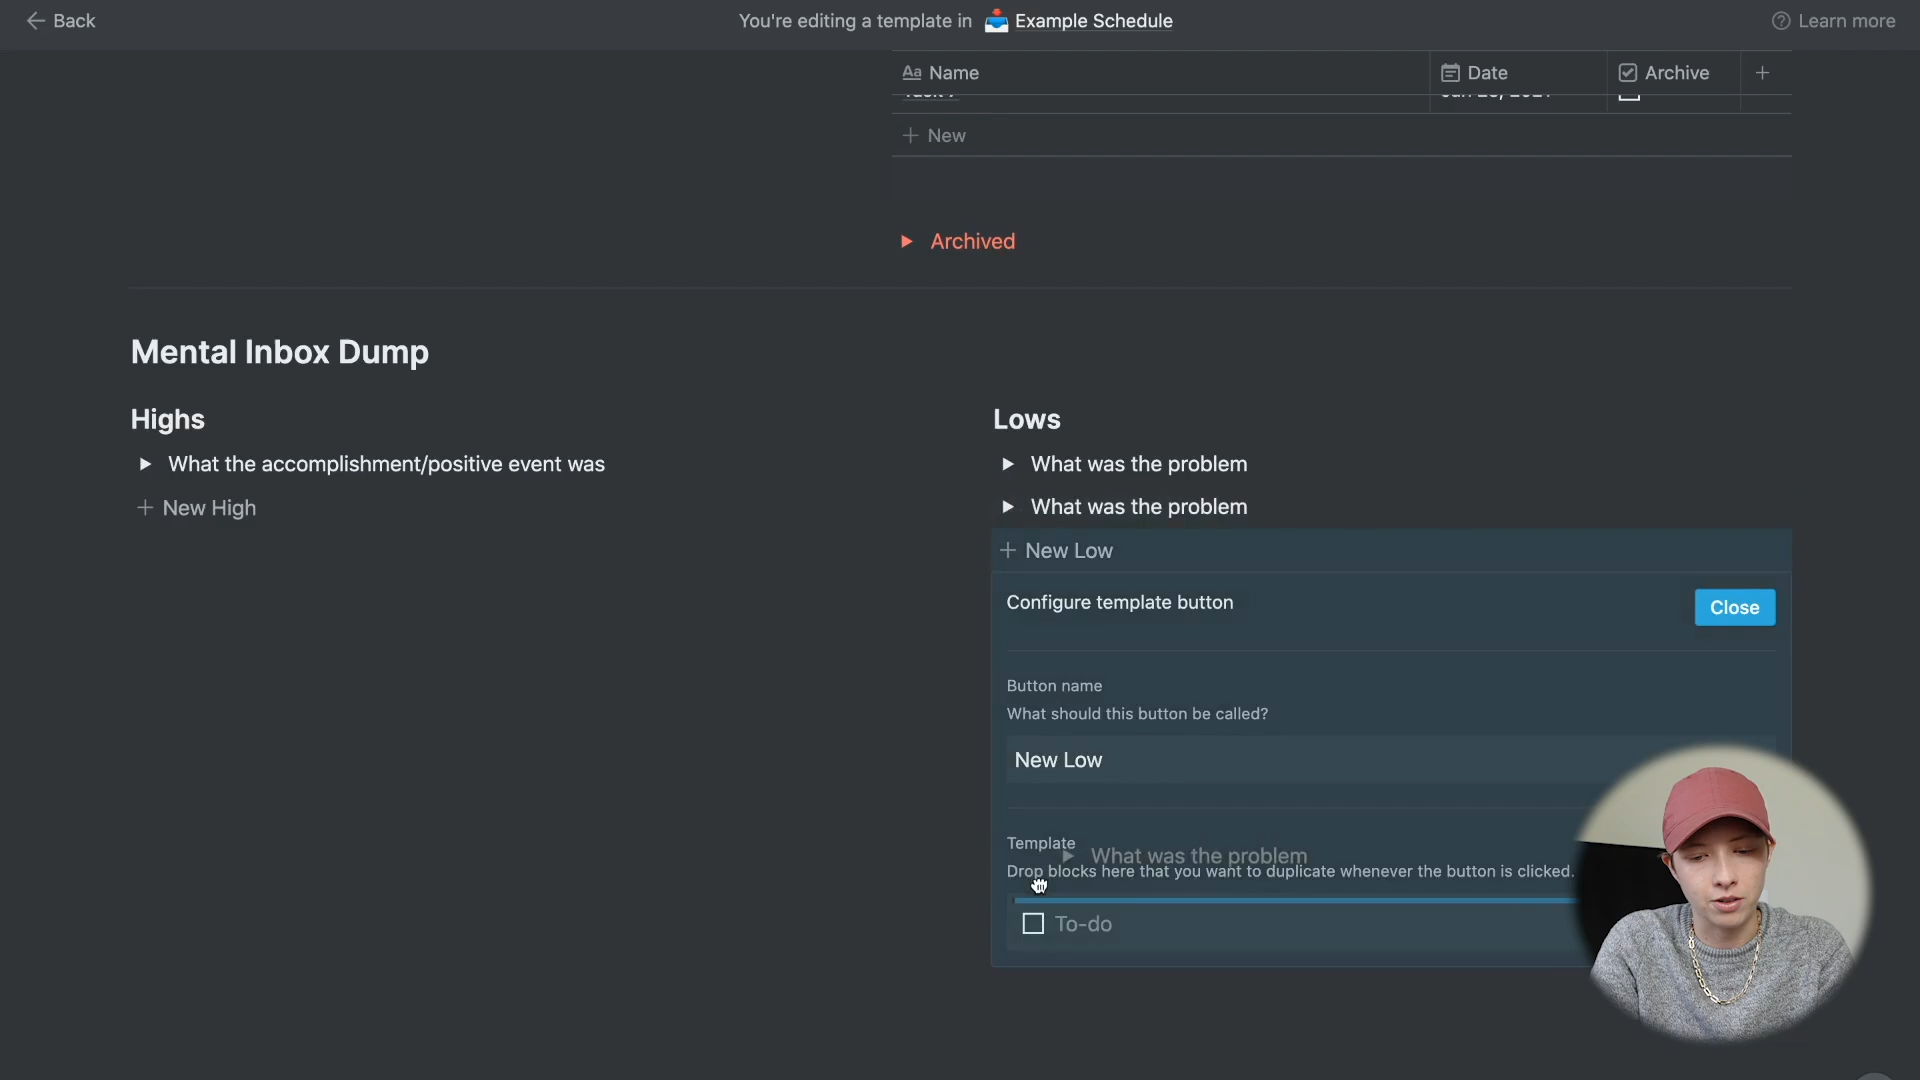 Back
You're editing a template in Example Schedule
Learn more
Aa Name
Date
Archive
New
Archived
Mental Inbox Dump
Highs
What the accomplishment/positive event was
New High
Lows
What was the problem
What was the problem
New Low
Configure template button
Close
Button name
What should this button be called?
New Low
Template
What was the problem
Drop blocks here that you want to duplicate whenever the button is clicked.
To-do